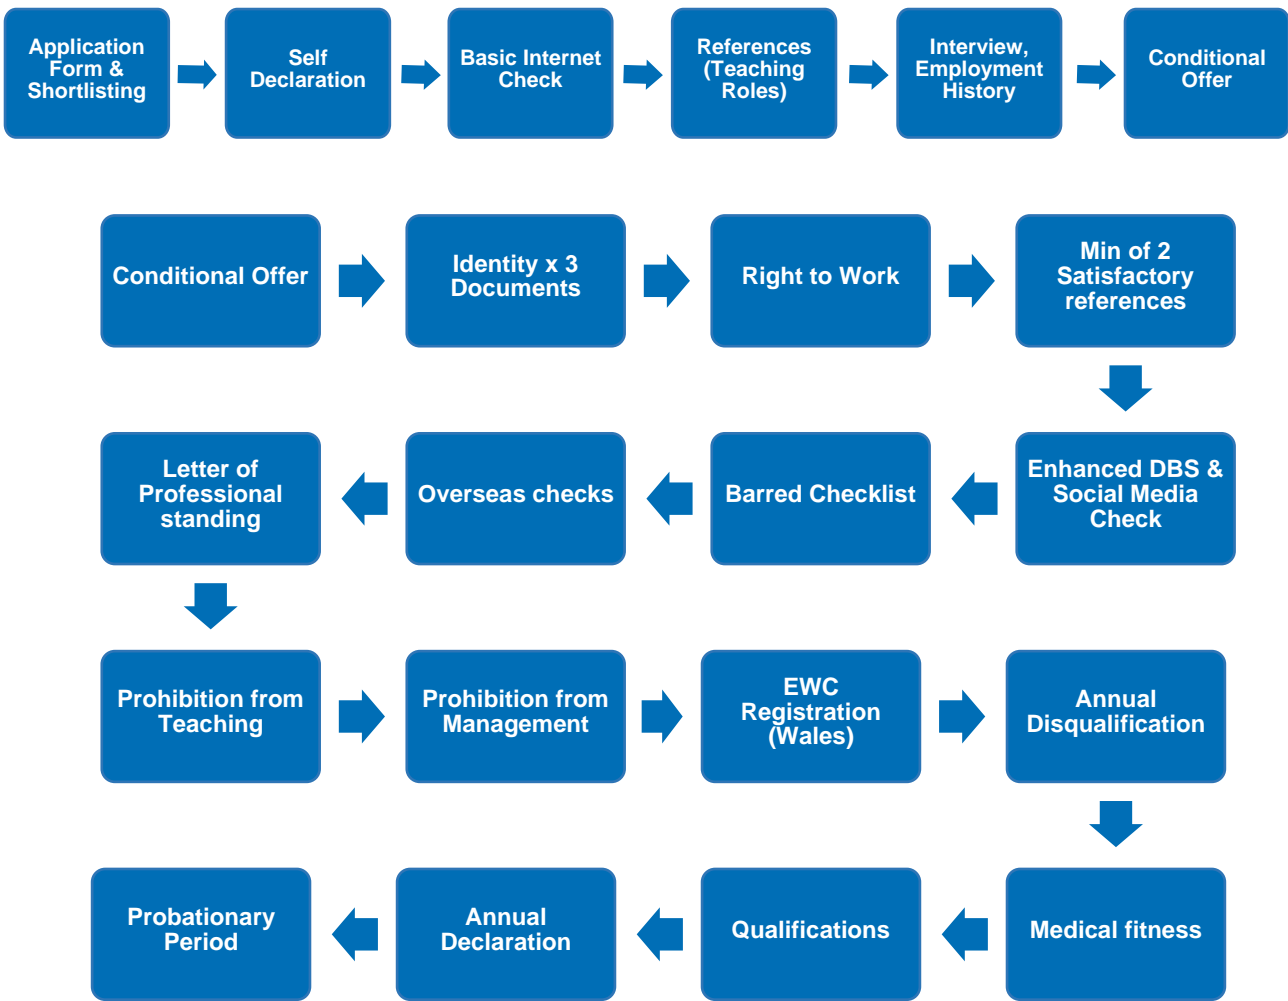 Application
Form &
Shortlisting
Self
Declaration
Basic Internet
Check
References
(Teaching
Roles)
Interview,
Employment
History
Conditional
Offer
Conditional Offer
Identity x 3
Documents
Right to Work
Min of 2
Satisfactory
references
Enhanced DBS &
Social Media
Check
Barred Checklist
Overseas checks
Letter of
Professional
standing
Prohibition from
Teaching
Prohibition from
Management
EWC
Registration
(Wales)
Annual
Disqualification
Medical fitness
Qualifications
Annual
Declaration
Probationary
Period